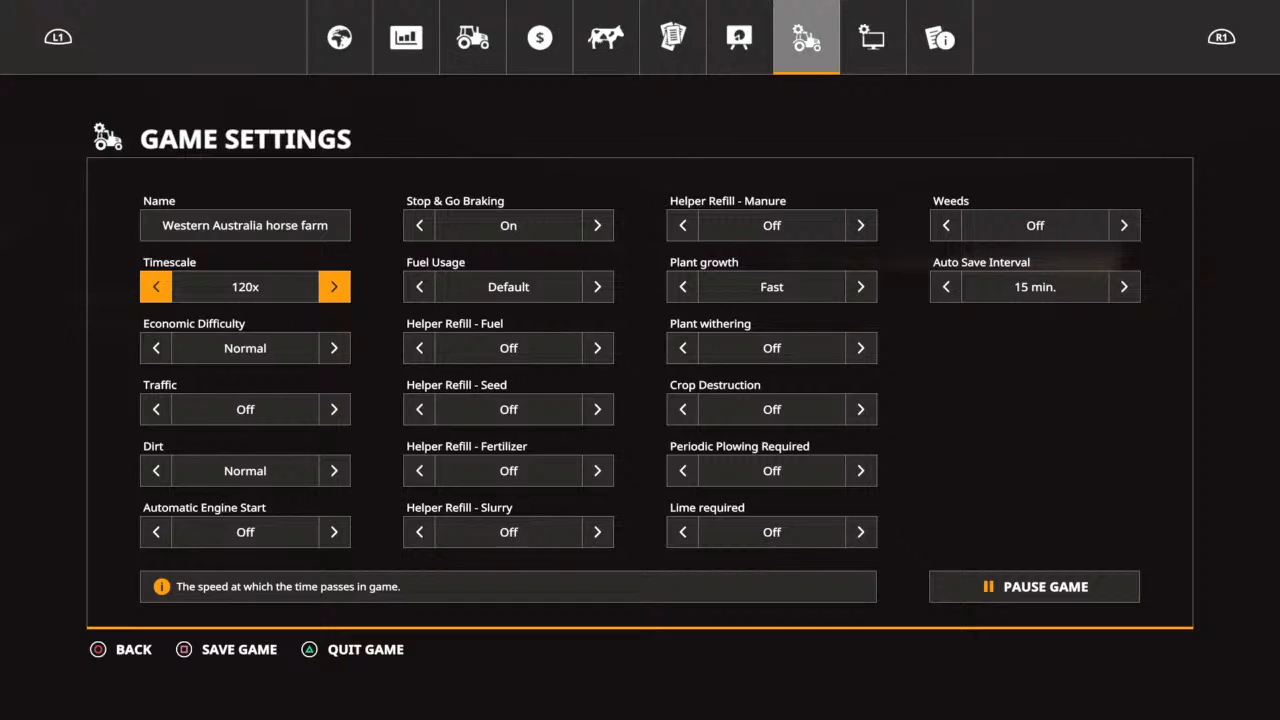 L1
R1
GAME SETTINGS
Name
Western Australia horse farm
Timescale
120x
Economic Difficulty
Normal
Traffic
Off
Dirt
Normal
Automatic Engine Start
Off
Stop & Go Braking
On
Fuel Usage
Default
Helper Refill - Fuel
Off
Helper Refill - Seed
Off
Helper Refill - Fertilizer
Off
Helper Refill - Slurry
Off
Helper Refill - Manure
Off
Plant growth
Fast
Plant withering
Off
Crop Destruction
Off
Periodic Plowing Required
Off
Lime required
Off
Weeds
Off
Auto Save Interval
15 min.
The speed at which the time passes in game.
PAUSE GAME
BACK
SAVE GAME
QUIT GAME